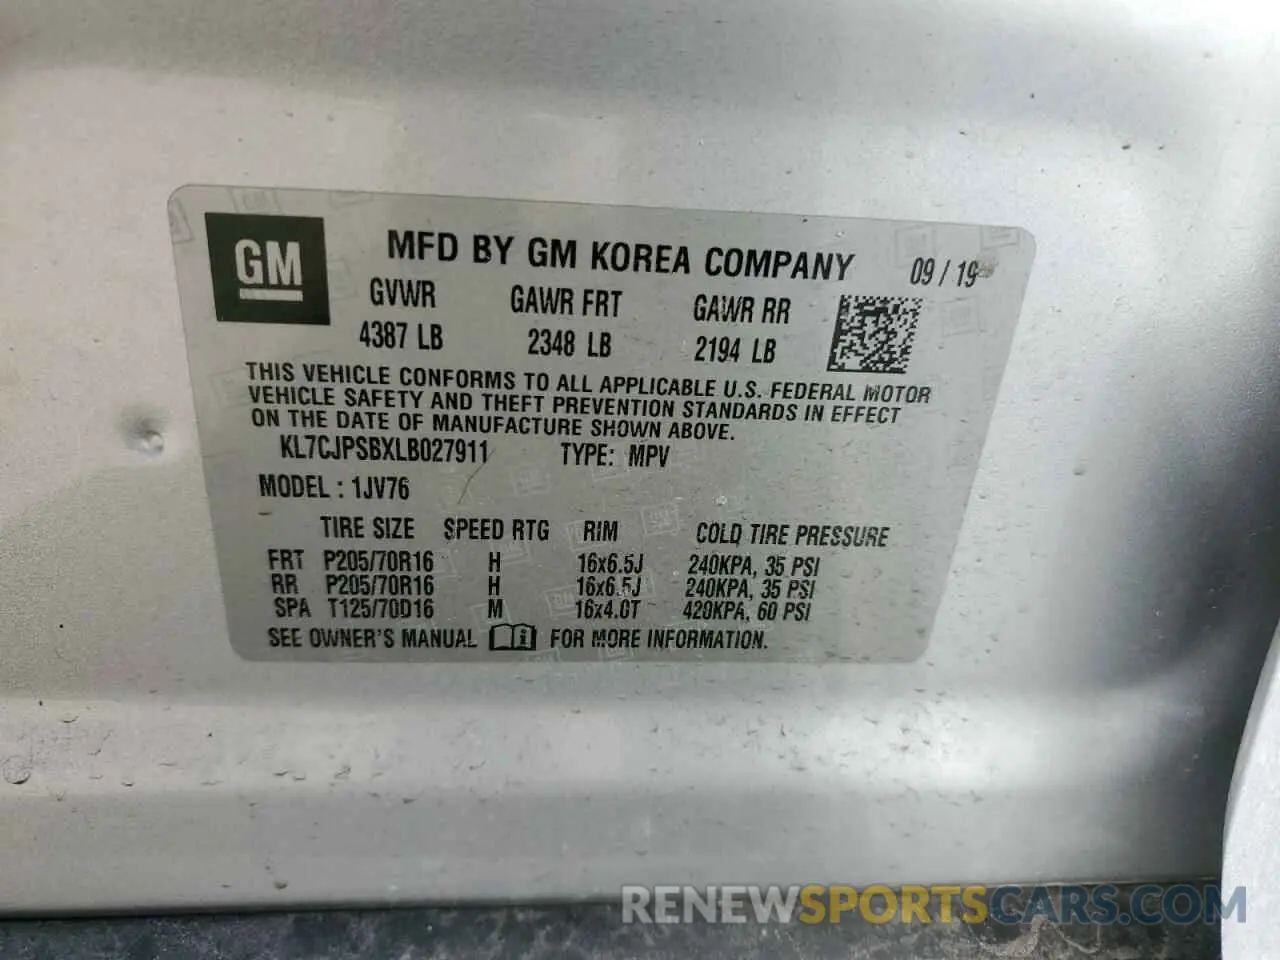 GM
MFD BY GM KOREA COMPANY 09 / 19
GVWR GAWR FRT GAWR RR
4387 LB 2348 LB 2194 LB
THIS VEHICLE CONFORMS TO ALL APPLICABLE U.S. FEDERAL MOTOR
VEHICLE SAFETY AND THEFT PREVENTION STANDARDS IN EFFECT
ON THE DATE OF MANUFACTURE SHOWN ABOVE.
KL7CJPSBXLB027911 TYPE: MPV
MODEL : 1JV76
TIRE SIZE SPEED RTG RIM COLD TIRE PRESSURE
FRT P205/70R16 H 16x6.5J 240KPA, 35 PSI
RR P205/70R16 H 16x6.5J 240KPA, 35 PSI
SPA T125/70D16 M 16x4.0T 420KPA, 60 PSI
SEE OWNER'S MANUAL FOR MORE INFORMATION.
RENEWSPORTSCARS.COM